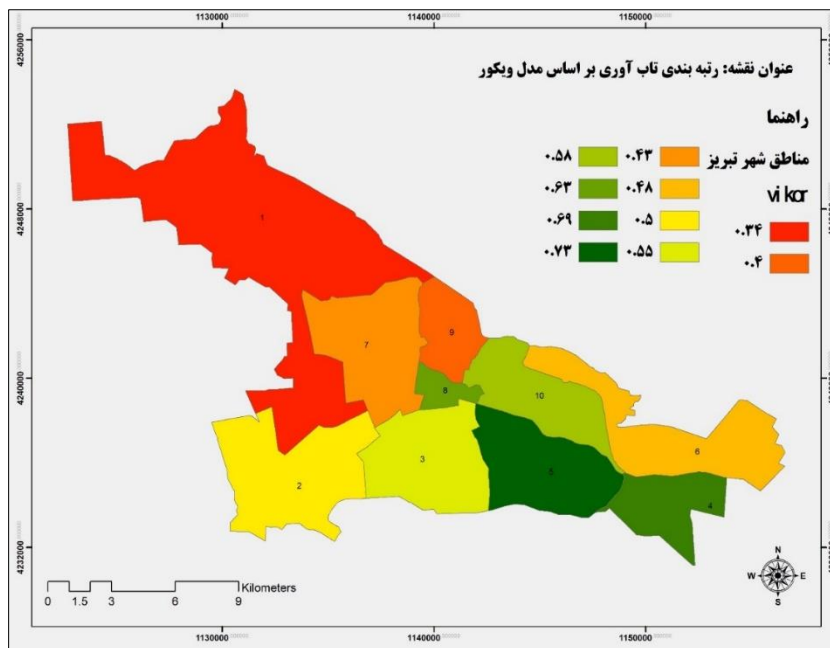 1130000 1140000 1150000
4256000
عنوان نقشه: رتبه بندی تاب آوری بر اساس مدل ویکور
راهنما
مناطق شهر تبریز
vikor
۰.۳۴
۰.۴
۰.۴۳
۰.۴۸
۰.۵
۰.۵۵
۰.۵۸
۰.۶۳
۰.۶۹
۰.۷۳
4248000
1
7
9
4240000
8
10
6
3
5
2
4
4232000
N
W E
S
0 1.5 3 6 9 Kilometers
1130000 1140000 1150000